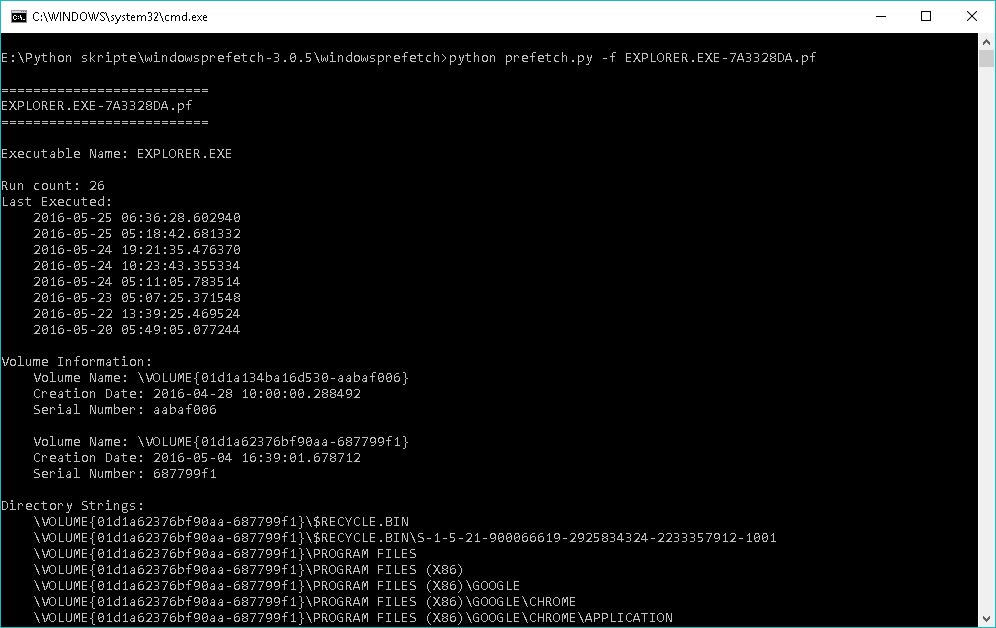 C:\WINDOWS\system32\cmd.exe
E:\Python skripte\windowsprefetch-3.0.5\windowsprefetch>python prefetch.py -f EXPLORER.EXE-7A3328DA.pf
==========================
EXPLORER.EXE-7A3328DA.pf
==========================
Executable Name: EXPLORER.EXE
Run count: 26
Last Executed:
    2016-05-25 06:36:28.602940
    2016-05-25 05:18:42.681332
    2016-05-24 19:21:35.476370
    2016-05-24 10:23:43.355334
    2016-05-24 05:11:05.783514
    2016-05-23 05:07:25.371548
    2016-05-22 13:39:25.469524
    2016-05-20 05:49:05.077244
Volume Information:
    Volume Name: \VOLUME{01d1a134ba16d530-aabaf006}
    Creation Date: 2016-04-28 10:00:00.288492
    Serial Number: aabaf006
    Volume Name: \VOLUME{01d1a62376bf90aa-687799f1}
    Creation Date: 2016-05-04 16:39:01.678712
    Serial Number: 687799f1
Directory Strings:
    \VOLUME{01d1a62376bf90aa-687799f1}\$RECYCLE.BIN
    \VOLUME{01d1a62376bf90aa-687799f1}\$RECYCLE.BIN\S-1-5-21-900066619-2925834324-2233357912-1001
    \VOLUME{01d1a62376bf90aa-687799f1}\PROGRAM FILES
    \VOLUME{01d1a62376bf90aa-687799f1}\PROGRAM FILES (X86)
    \VOLUME{01d1a62376bf90aa-687799f1}\PROGRAM FILES (X86)\GOOGLE
    \VOLUME{01d1a62376bf90aa-687799f1}\PROGRAM FILES (X86)\GOOGLE\CHROME
    \VOLUME{01d1a62376bf90aa-687799f1}\PROGRAM FILES (X86)\GOOGLE\CHROME\APPLICATION